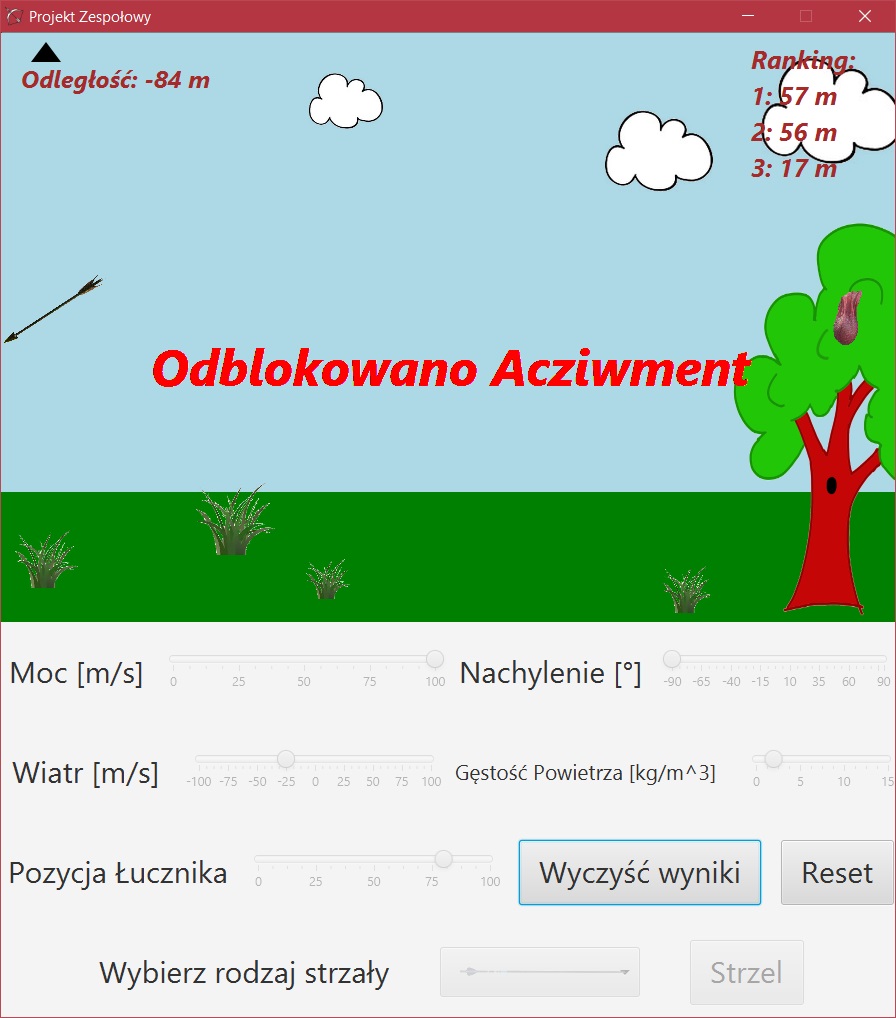 Projekt Zespołowy
Odległość: -84 m
Ranking:
1: 57 m
2: 56 m
3: 17 m
Odblokowano Acziwment
Moc [m/s]
0 25 50 75 100
Nachylenie [°]
-90 -65 -40 -15 10 35 60 90
Wiatr [m/s]
-100 -75 -50 -25 0 25 50 75 100
Gęstość Powietrza [kg/m^3]
0 5 10 15
Pozycja Łucznika
0 25 50 75 100
Wyczyść wyniki
Reset
Wybierz rodzaj strzały
Strzel